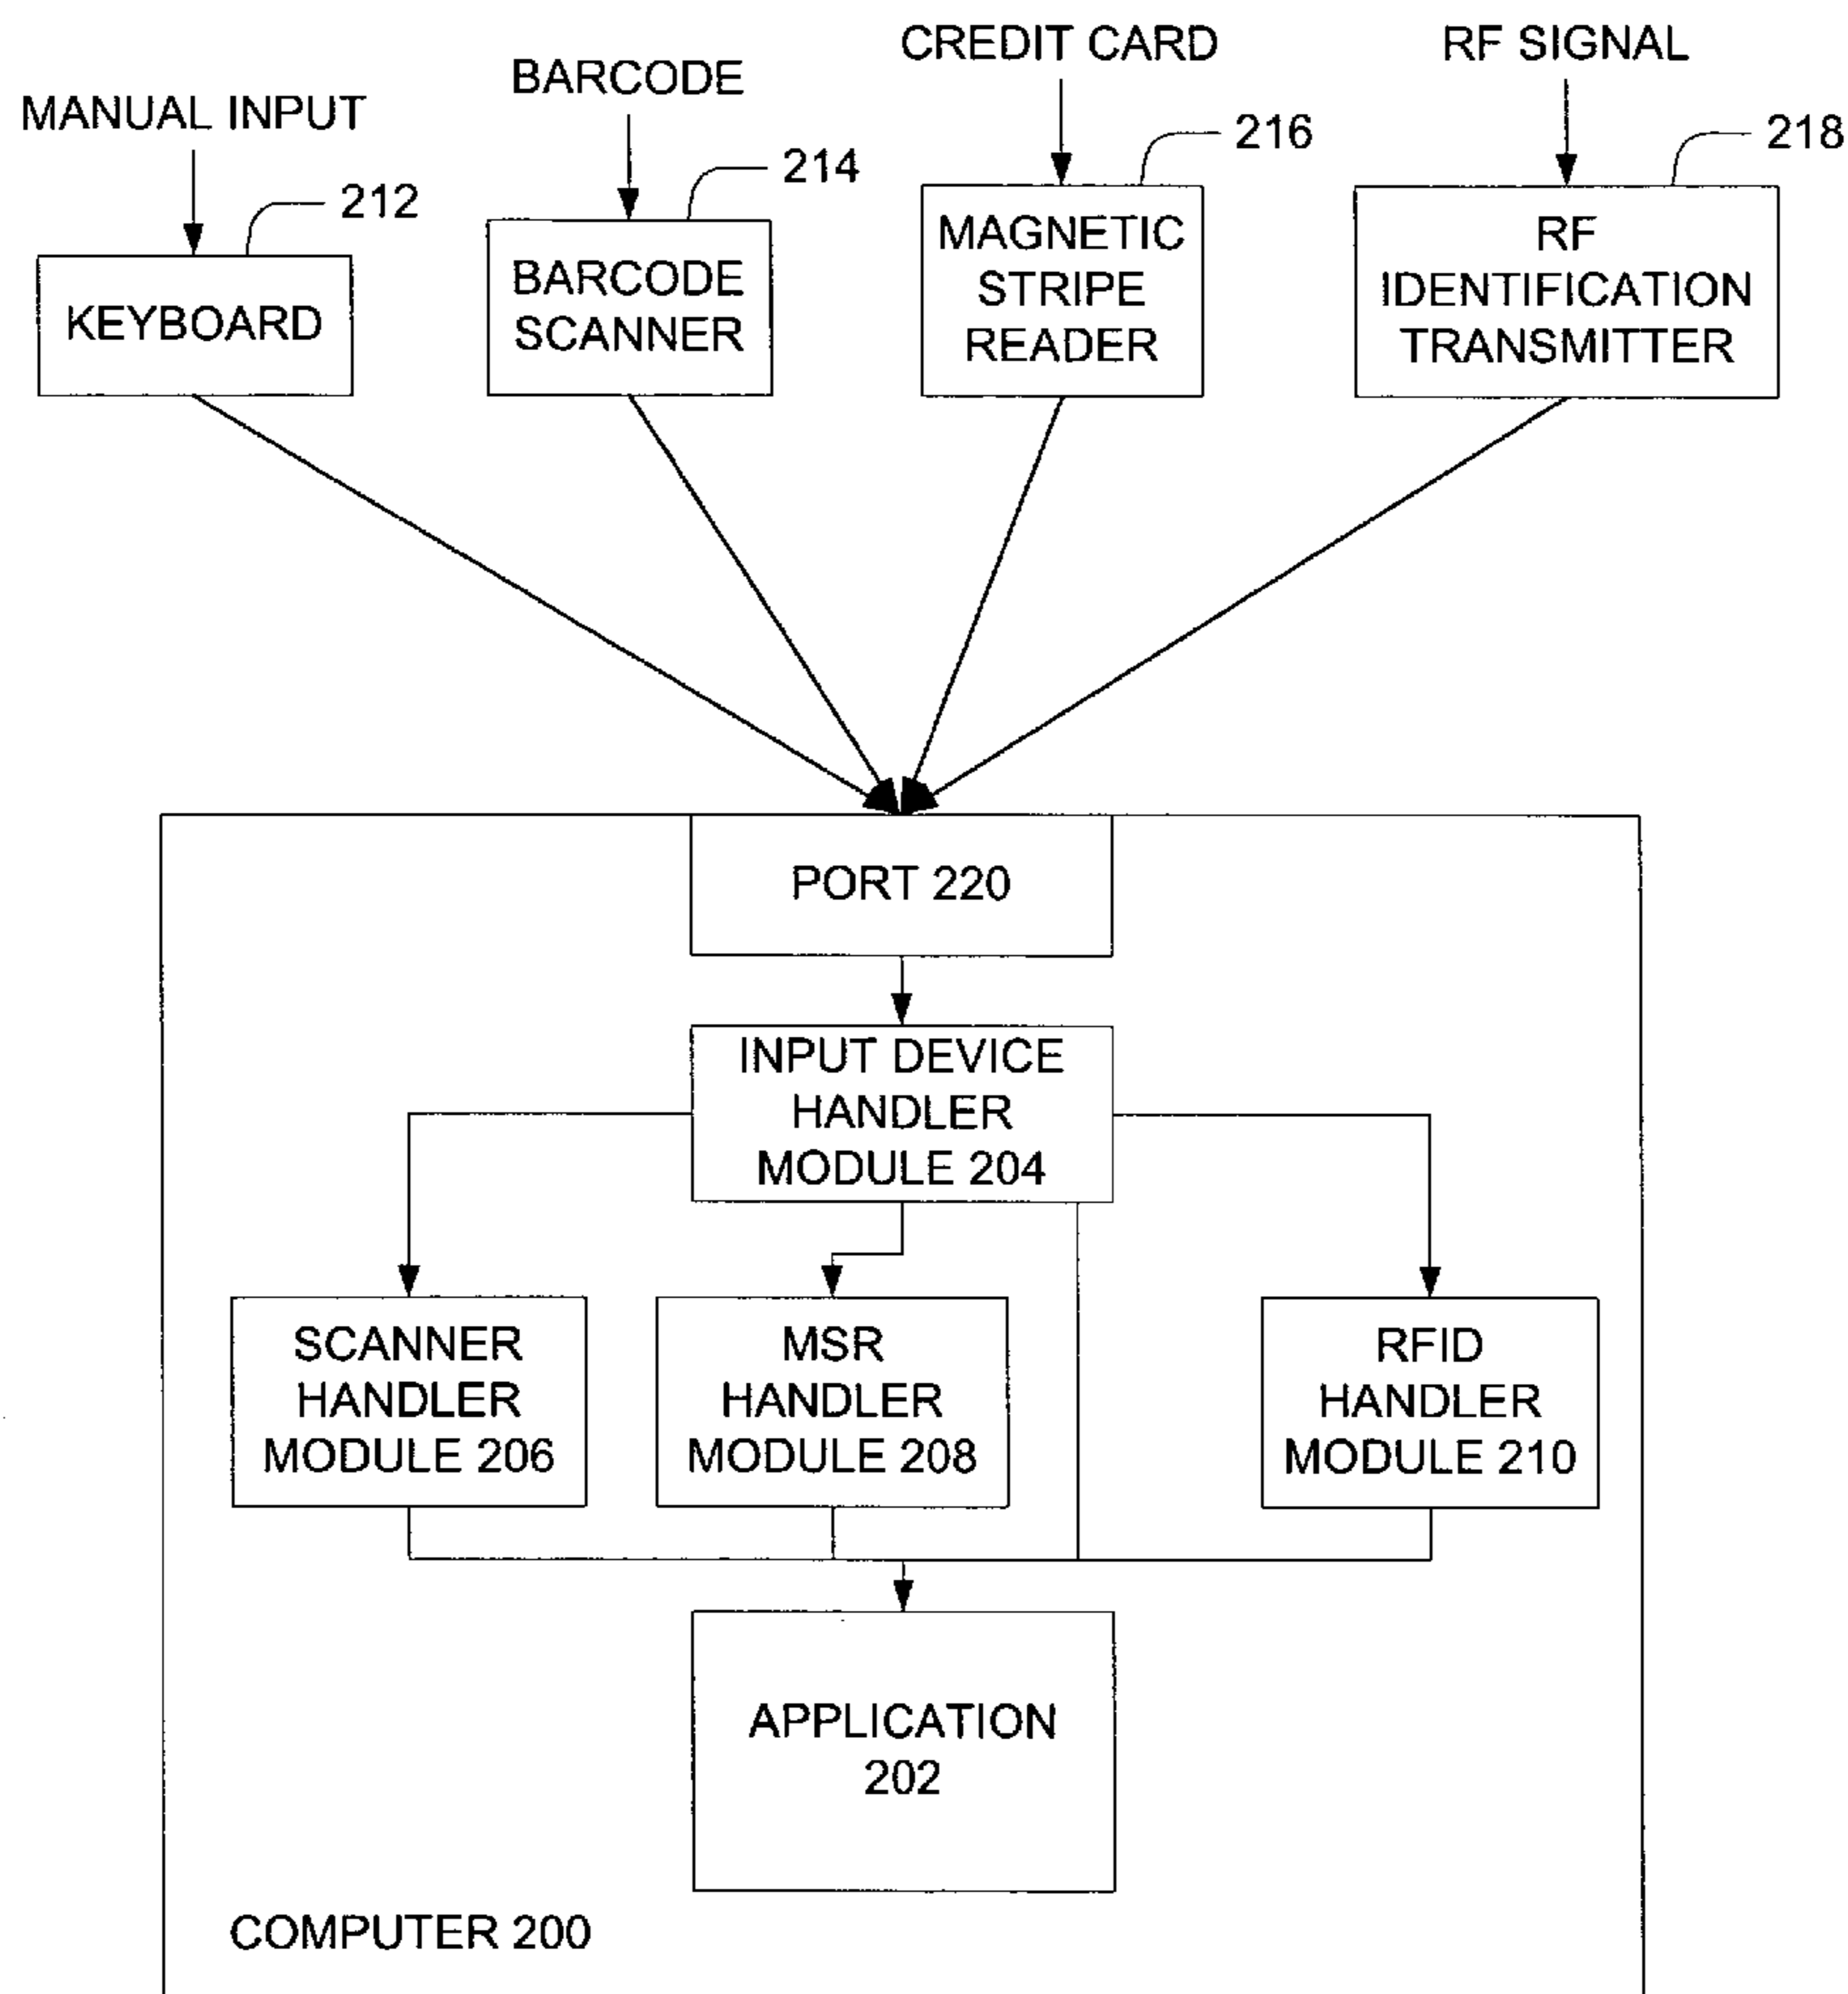 CREDIT CARD
RF SIGNAL
BARCODE
MANUAL INPUT
216
218
214
212
KEYBOARD
BARCODE
SCANNER
MAGNETIC
STRIPE
READER
RF
IDENTIFICATION
TRANSMITTER
PORT 220
INPUT DEVICE
HANDLER
MODULE 204
SCANNER
HANDLER
MODULE 206
MSR
HANDLER
MODULE 208
RFID
HANDLER
MODULE 210
APPLICATION
202
COMPUTER 200